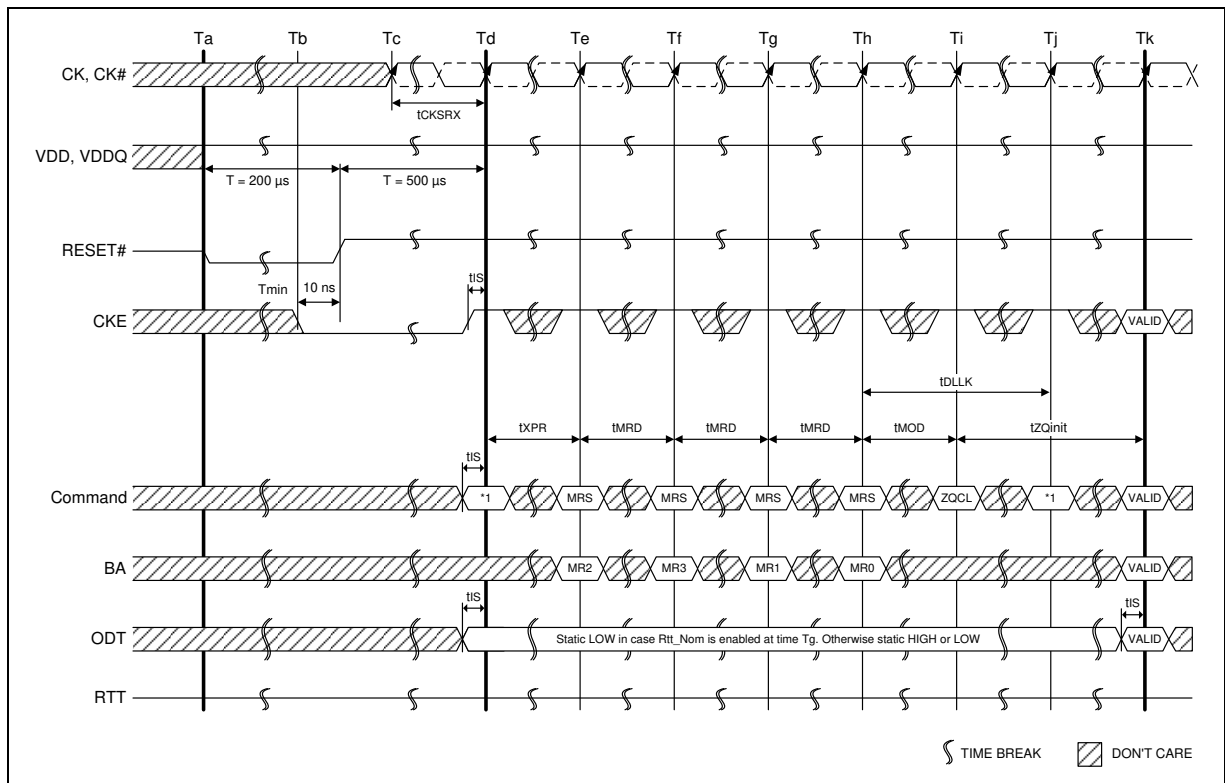 Ta Tb Tc Td Te Tf Tg Th Ti Tj Tk
CK, CK#
tCKSRX
VDD, VDDQ
T = 200 µs T = 500 µs
RESET#
Tmin 10 ns tIS
CKE VALID
tDLLK
tXPR tMRD tMRD tMRD tMOD tZQinit
tIS
Command *1 MRS MRS MRS MRS ZQCL *1 VALID
BA MR2 MR3 MR1 MR0 VALID
tIS tIS
ODT Static LOW in case Rtt_Nom is enabled at time Tg. Otherwise static HIGH or LOW VALID
RTT
TIME BREAK DON'T CARE